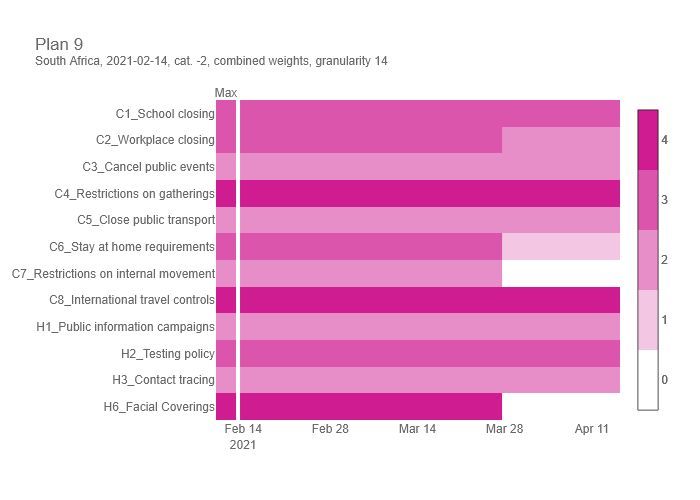 Plan 9
South Africa, 2021-02-14, cat. -2, combined weights, granularity 14
Max
C1_School closing
C2_Workplace closing
C3_Cancel public events
C4_Restrictions on gatherings
C5_Close public transport
C6_Stay at home requirements
C7_Restrictions on internal movement
C8_International travel controls
H1_Public information campaigns
H2_Testing policy
H3_Contact tracing
H6_Facial Coverings
Feb 14 Feb 28 Mar 14 Mar 28 Apr 11
2021
4
3
2
1
0